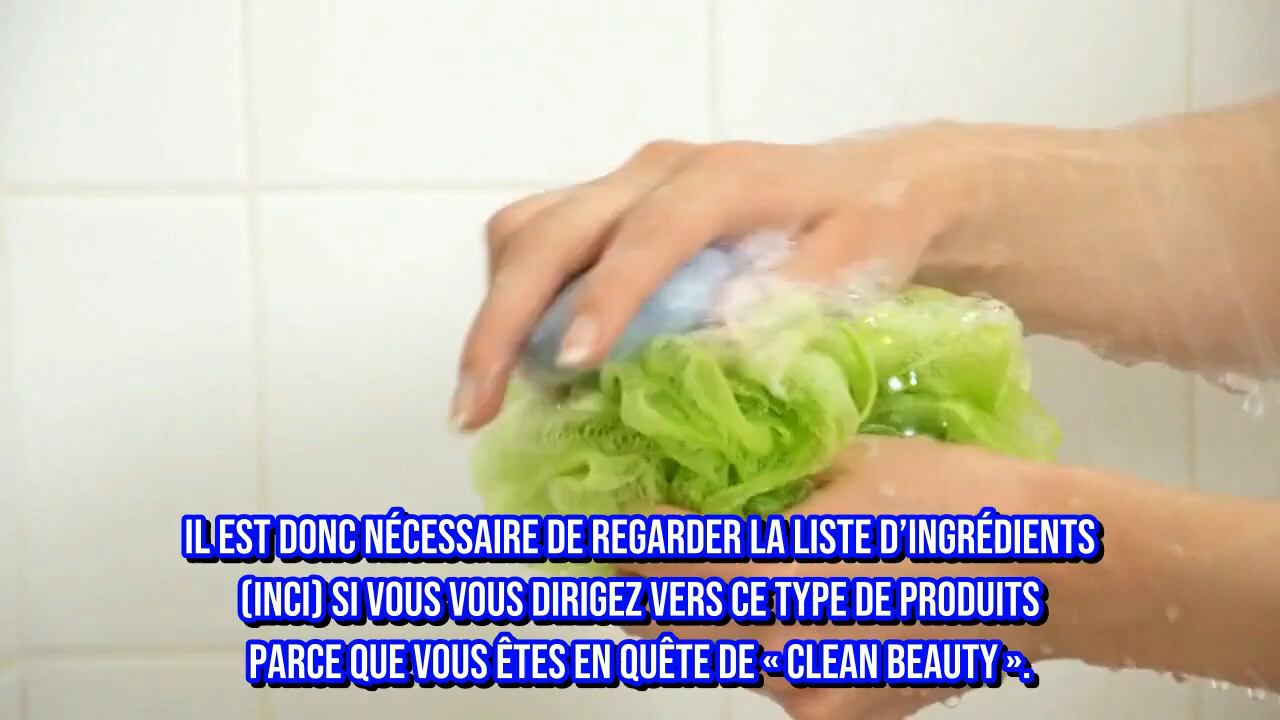 IL EST DONC NÉCESSAIRE DE REGARDER LA LISTE D’INGRÉDIENTS
(INCI) SI VOUS VOUS DIRIGEZ VERS CE TYPE DE PRODUITS
PARCE QUE VOUS ÊTES EN QUÊTE DE « CLEAN BEAUTY ».